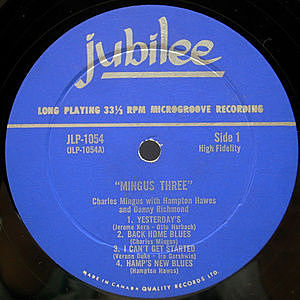 jubilee
LONG PLAYING 33⅓ RPM MICROGROOVE RECORDING
JLP-1054
(JLP-1054A)
Side 1
High Fidelity
"MINGUS THREE"
Charles Mingus with Hampton Hawes
and Danny Richmond
1. YESTERDAY'S
(Jerome Kern - Otto Harbach)
2. BACK HOME BLUES
(Charles Mingus)
3. I CAN'T GET STARTED
(Vernon Duke - Ira Gershwin)
4. HAMP'S NEW BLUES
(Hampton Hawes)
MADE IN CANADA QUALITY RECORDS LTD.